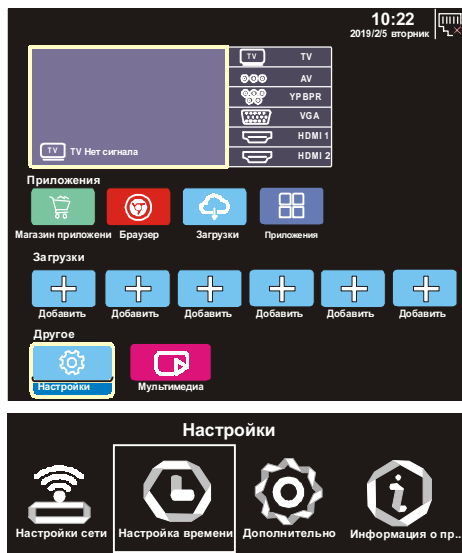 10:22
2019/2/5 вторник
TV TV
AV
YPBPR
VGA
HDMI 1
HDMI 2
TV TV Нет сигнала
Приложения
Магазин приложени Браузер Загрузки Приложения
Загрузки
Добавить Добавить Добавить Добавить Добавить Добавить
Другое
Настройки Мультимедиа
Настройки
Настройки сети Настройка времени Дополнительно Информация о пр...